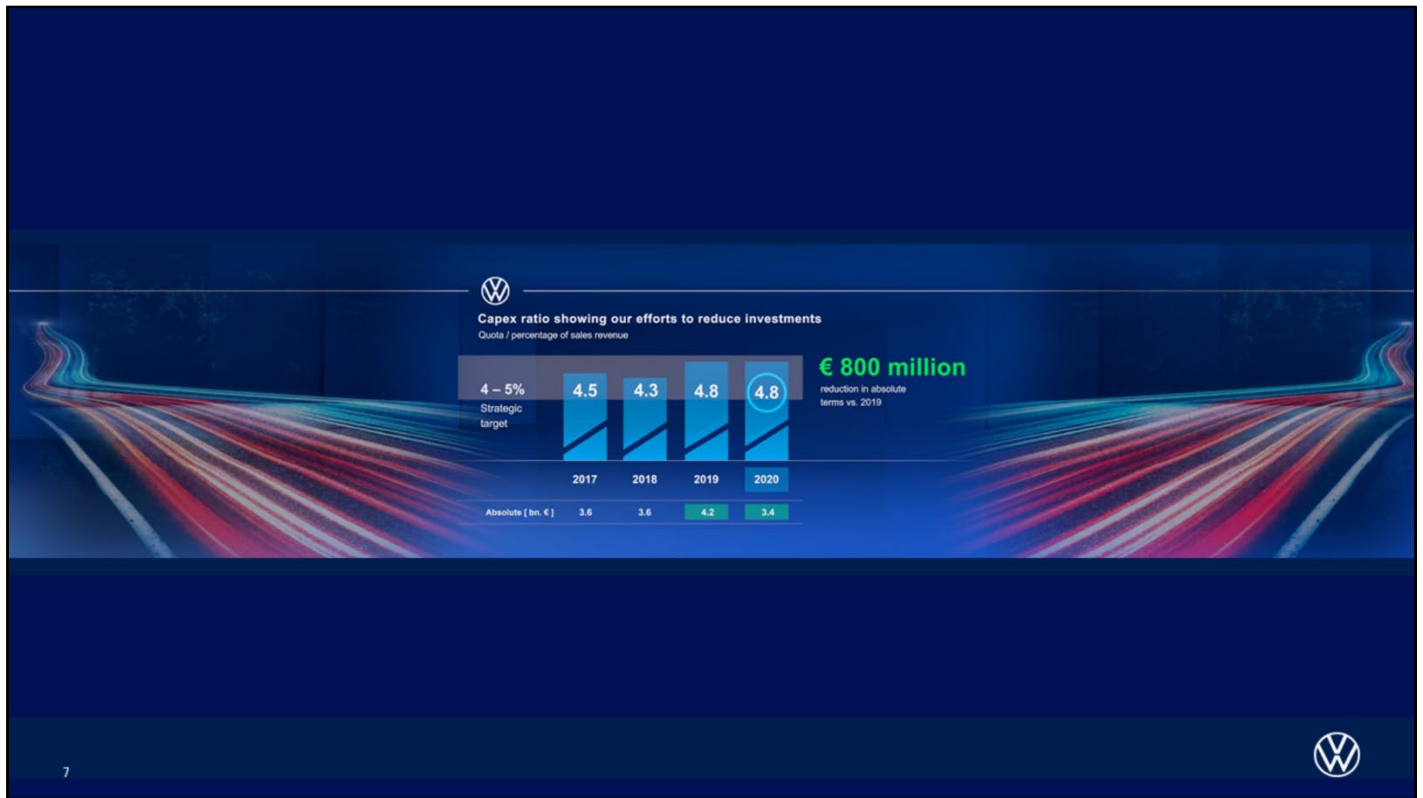 Capex ratio showing our efforts to reduce investments
Quota / percentage of sales revenue
4 – 5%
Strategic
target
4.5 4.3 4.8 4.8
€ 800 million
reduction in absolute
terms vs. 2019
2017 2018 2019 2020
Absolute [ bn. € ] 3.6 3.6 4.2 3.4
7